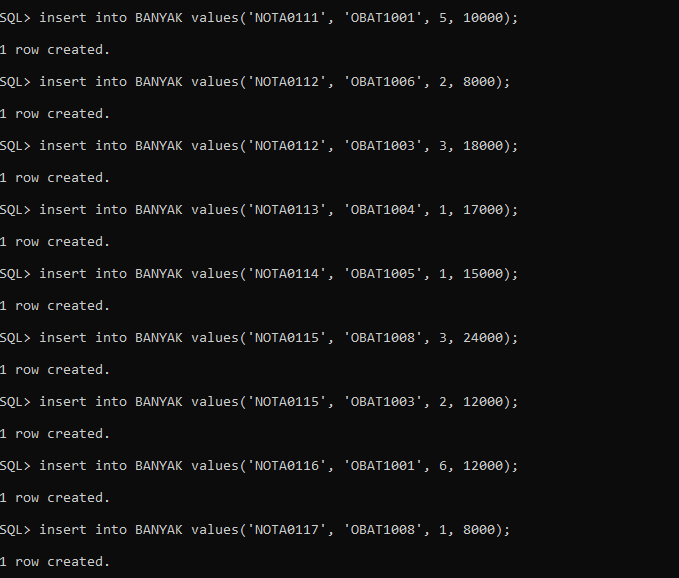 SQL> insert into BANYAK values('NOTA0111', 'OBAT1001', 5, 10000);
1 row created.
SQL> insert into BANYAK values('NOTA0112', 'OBAT1006', 2, 8000);
1 row created.
SQL> insert into BANYAK values('NOTA0112', 'OBAT1003', 3, 18000);
1 row created.
SQL> insert into BANYAK values('NOTA0113', 'OBAT1004', 1, 17000);
1 row created.
SQL> insert into BANYAK values('NOTA0114', 'OBAT1005', 1, 15000);
1 row created.
SQL> insert into BANYAK values('NOTA0115', 'OBAT1008', 3, 24000);
1 row created.
SQL> insert into BANYAK values('NOTA0115', 'OBAT1003', 2, 12000);
1 row created.
SQL> insert into BANYAK values('NOTA0116', 'OBAT1001', 6, 12000);
1 row created.
SQL> insert into BANYAK values('NOTA0117', 'OBAT1008', 1, 8000);
1 row created.